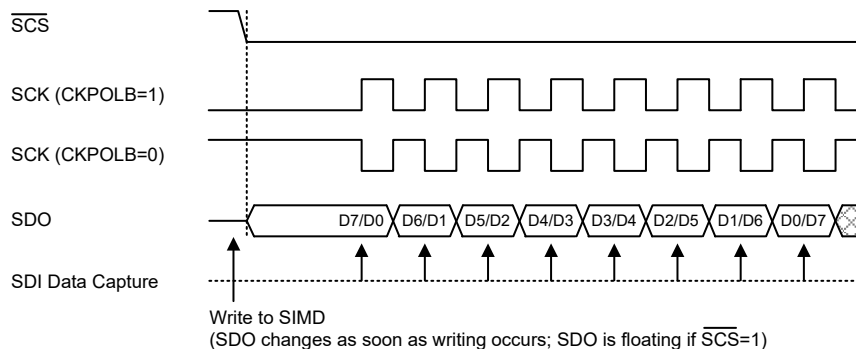 SCS
SCK (CKPOLB=1)
SCK (CKPOLB=0)
SDO D7/D0 D6/D1 D5/D2 D4/D3 D3/D4 D2/D5 D1/D6 D0/D7
SDI Data Capture
Write to SIMD
(SDO changes as soon as writing occurs; SDO is floating if SCS=1)